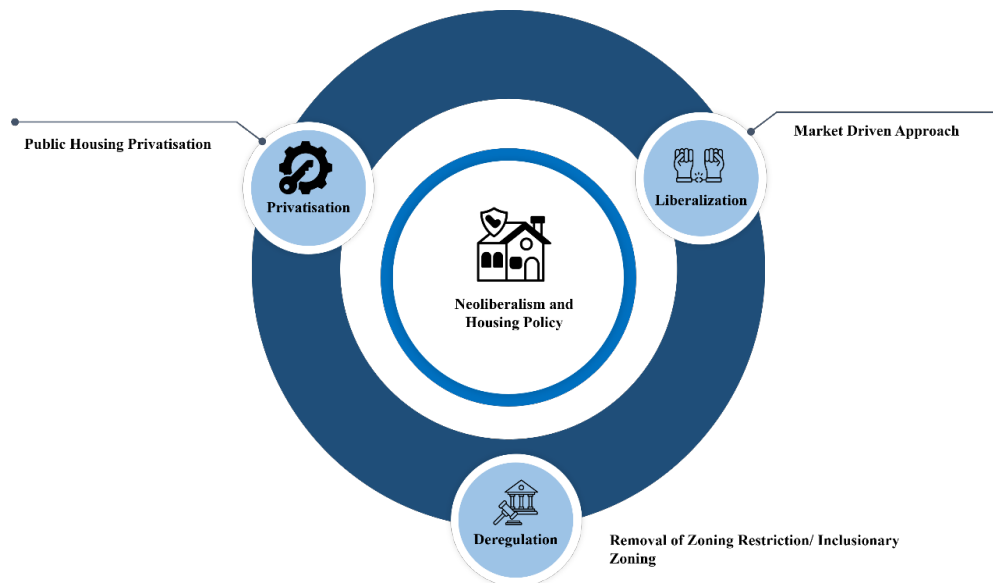 Public Housing Privatisation
Market Driven Approach
Privatisation
Liberalization
Neoliberalism and
Housing Policy
Deregulation
Removal of Zoning Restriction/ Inclusionary
Zoning